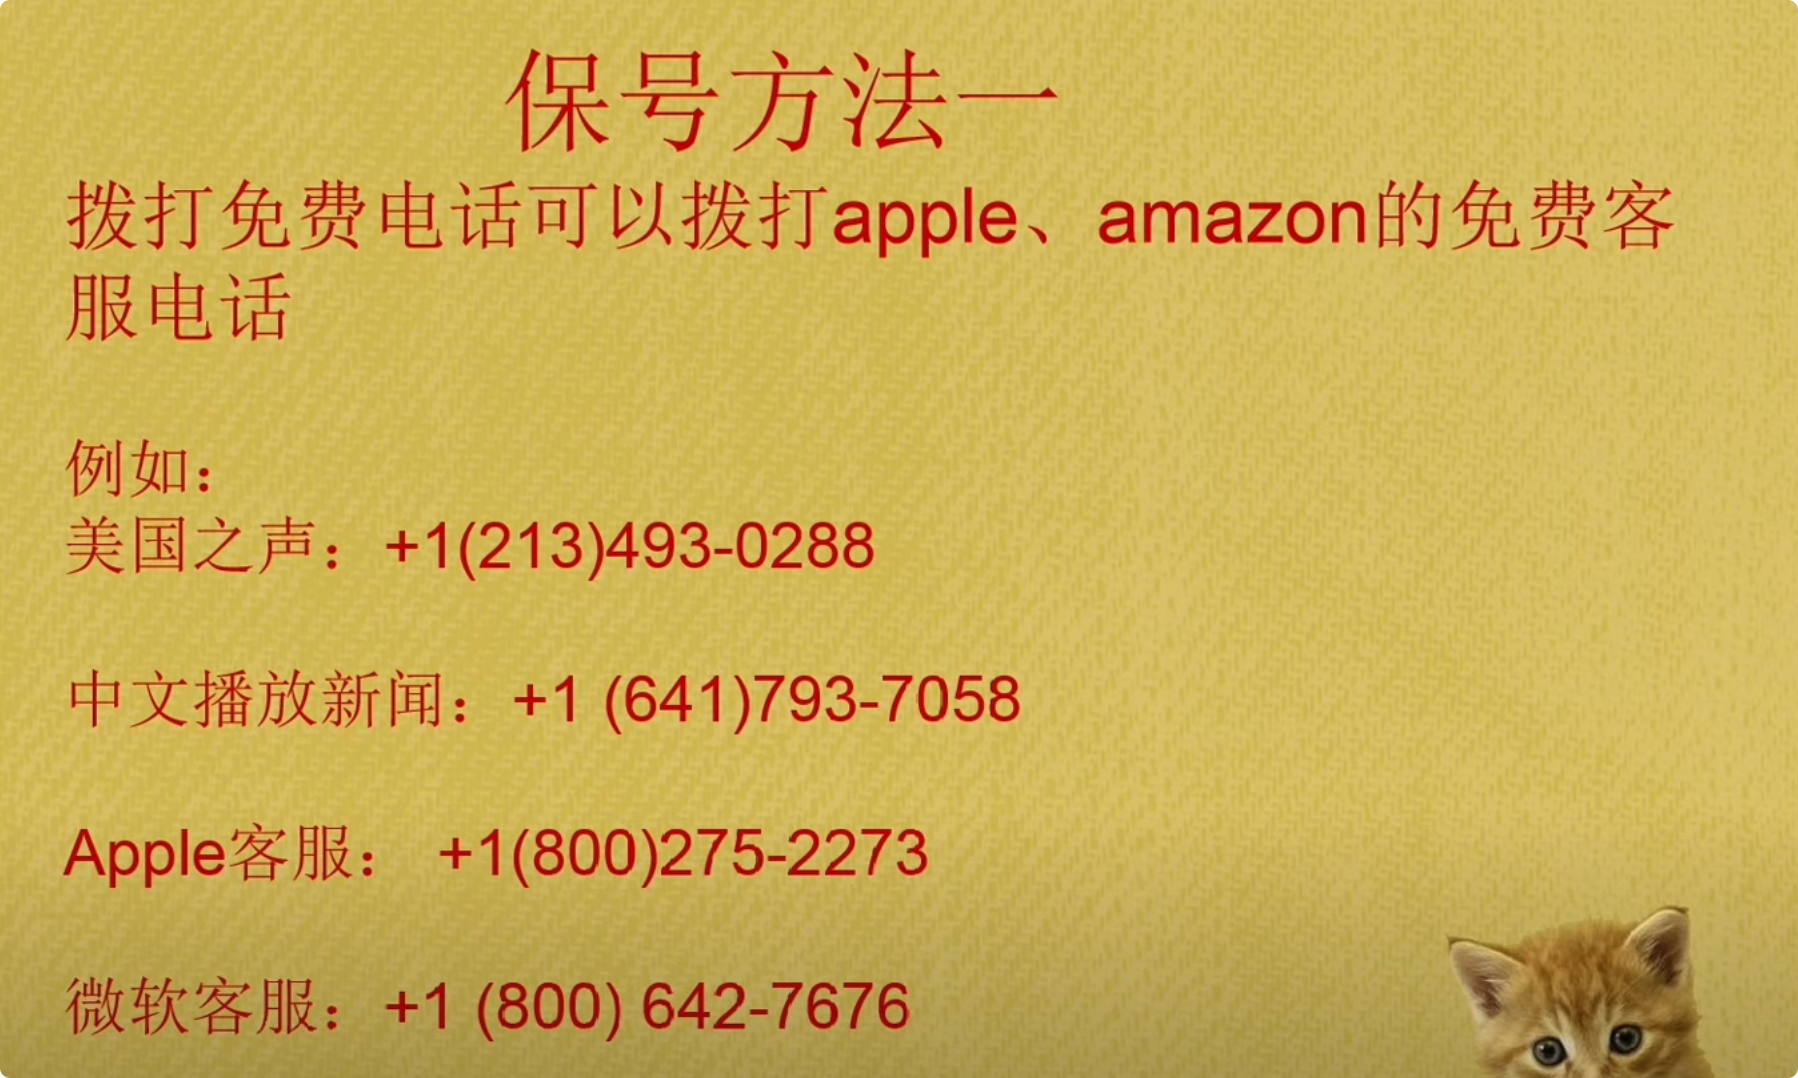 保号方法一
拨打免费电话可以拨打apple、amazon的免费客
服电话
例如：
美国之声：+1(213)493-0288
中文播放新闻：+1 (641)793-7058
Apple客服： +1(800)275-2273
微软客服：+1 (800) 642-7676